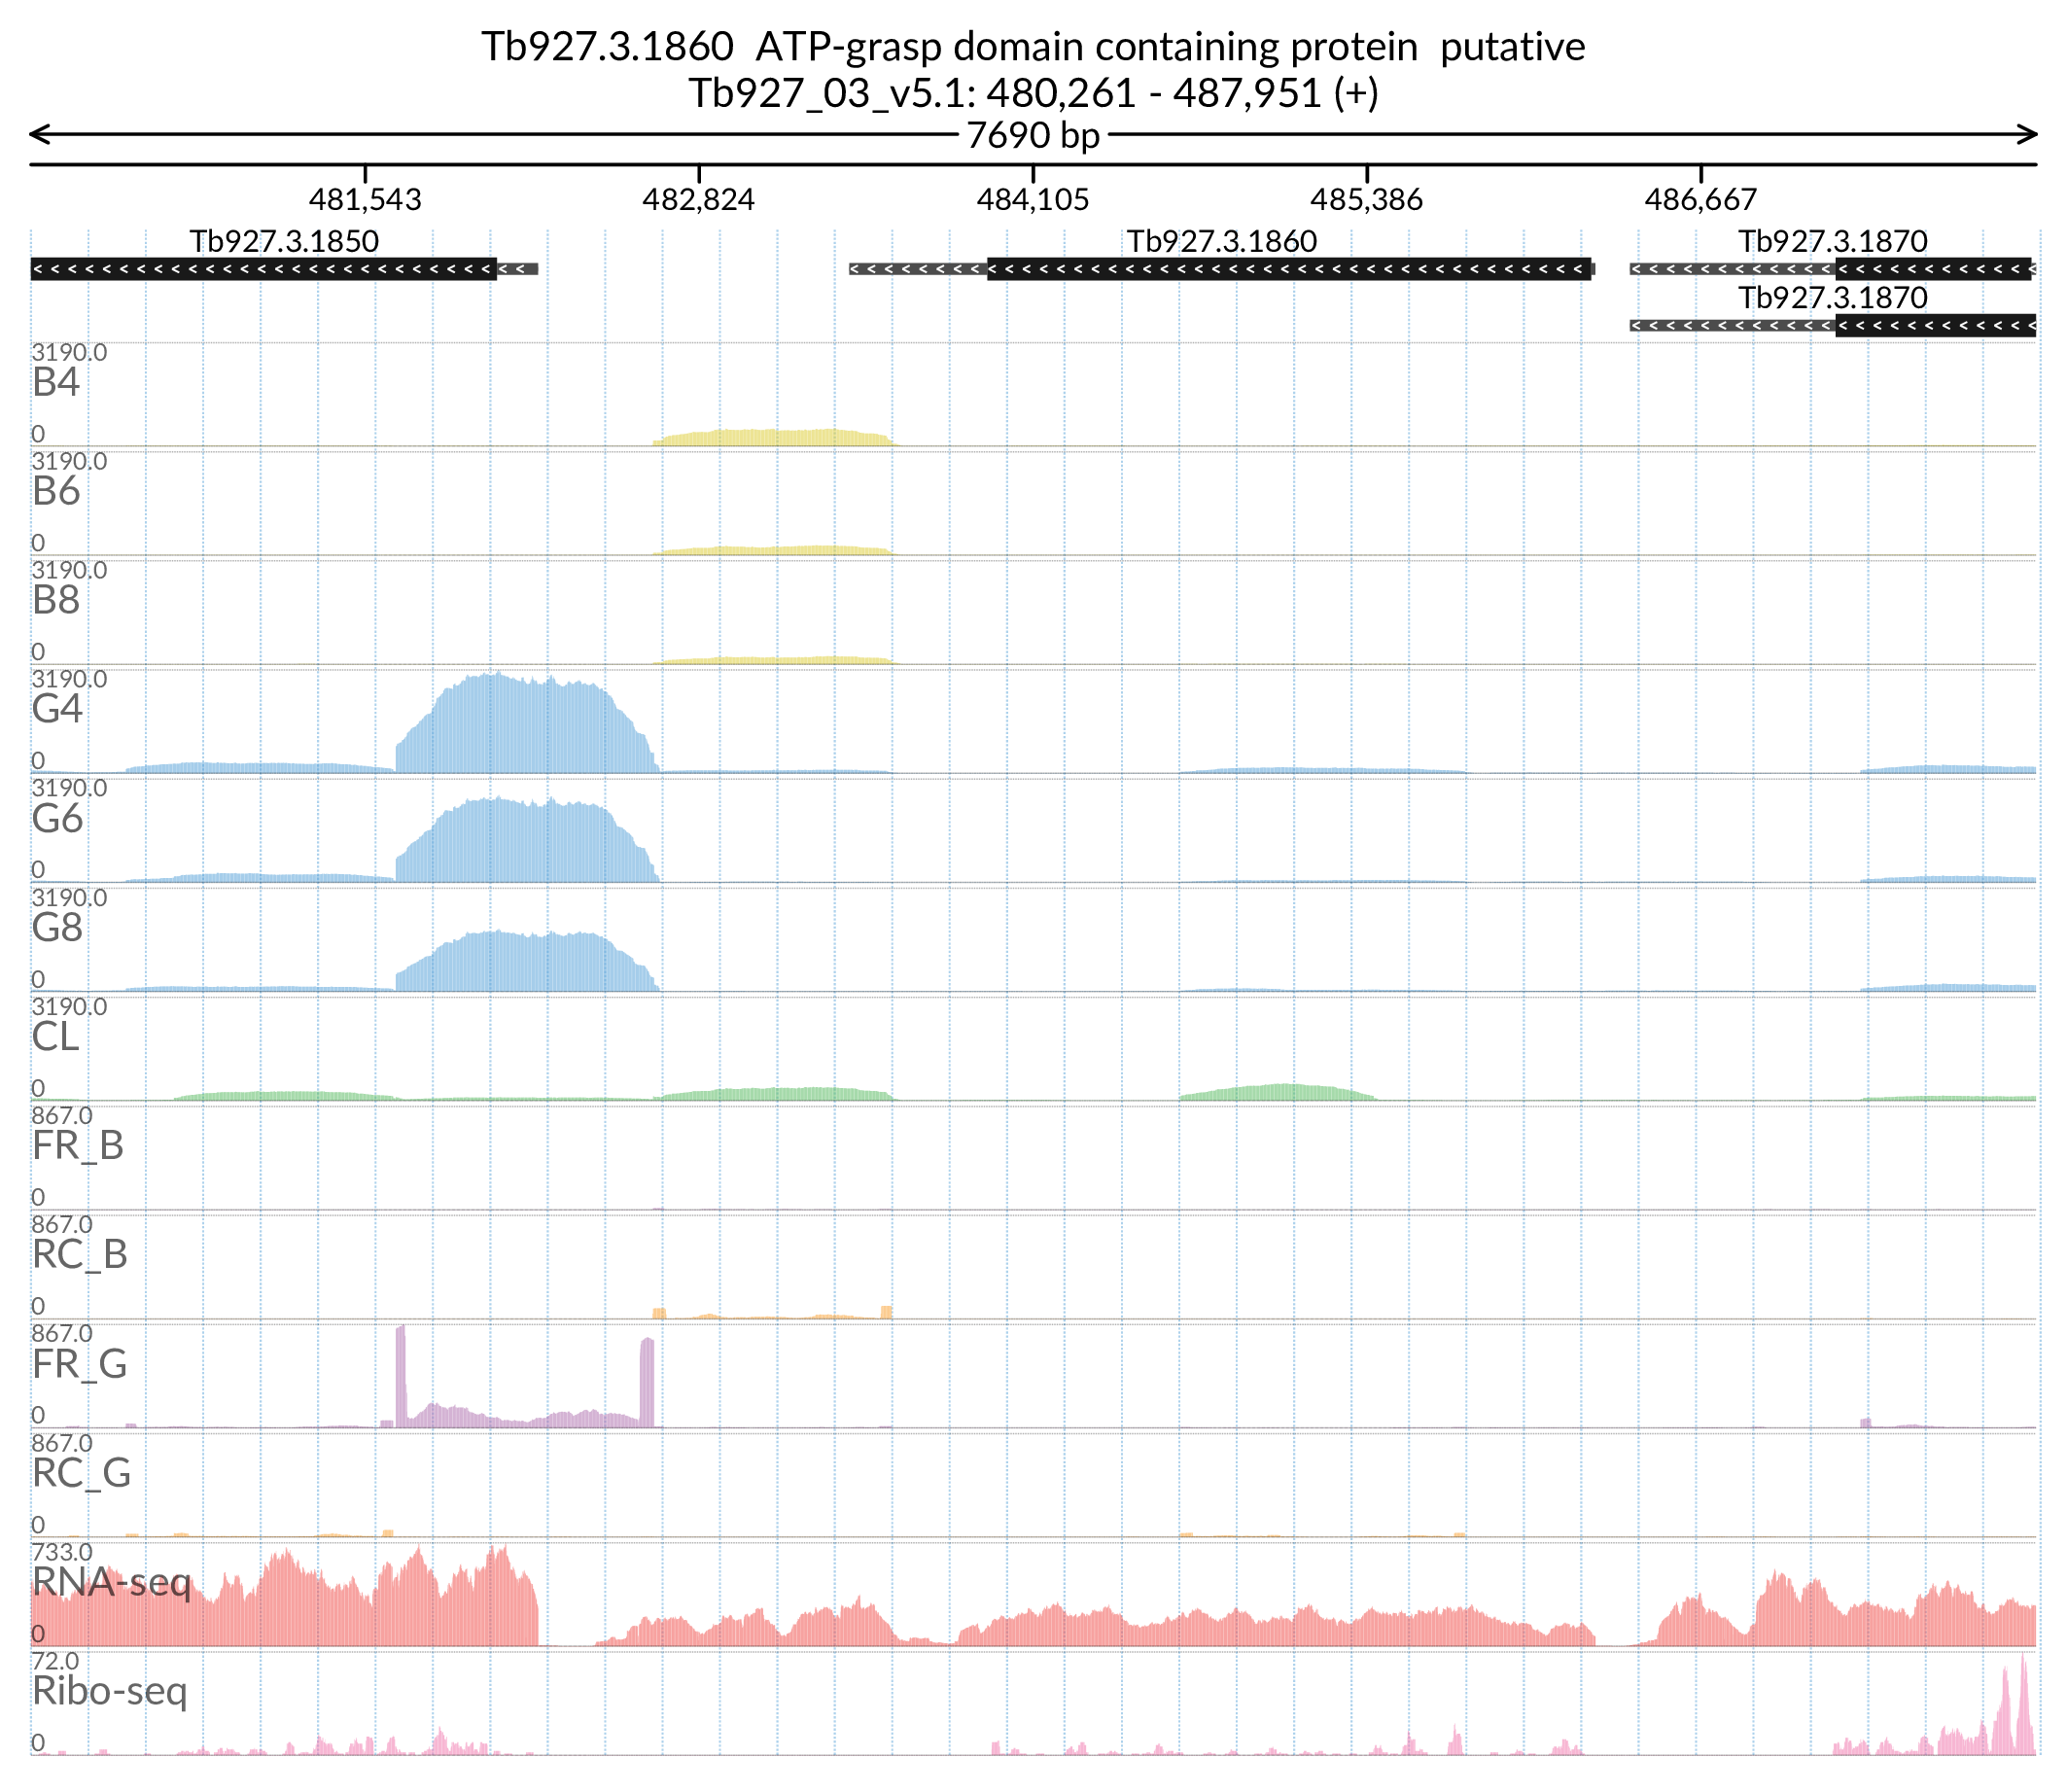 Tb927.3.1860  ATP-grasp domain containing protein  putative
Tb927_03_v5.1: 480,261 - 487,951 (+)
7690 bp
481,543 482,824 484,105 485,386 486,667
Tb927.3.1850 Tb927.3.1860 Tb927.3.1870
Tb927.3.1870
3190.0
B4
0
3190.0
B6
0
3190.0
B8
0
3190.0
G4
0
3190.0
G6
0
3190.0
G8
0
3190.0
CL
0
867.0
FR_B
0
867.0
RC_B
0
867.0
FR_G
0
867.0
RC_G
0
733.0
RNA-seq
0
72.0
Ribo-seq
0